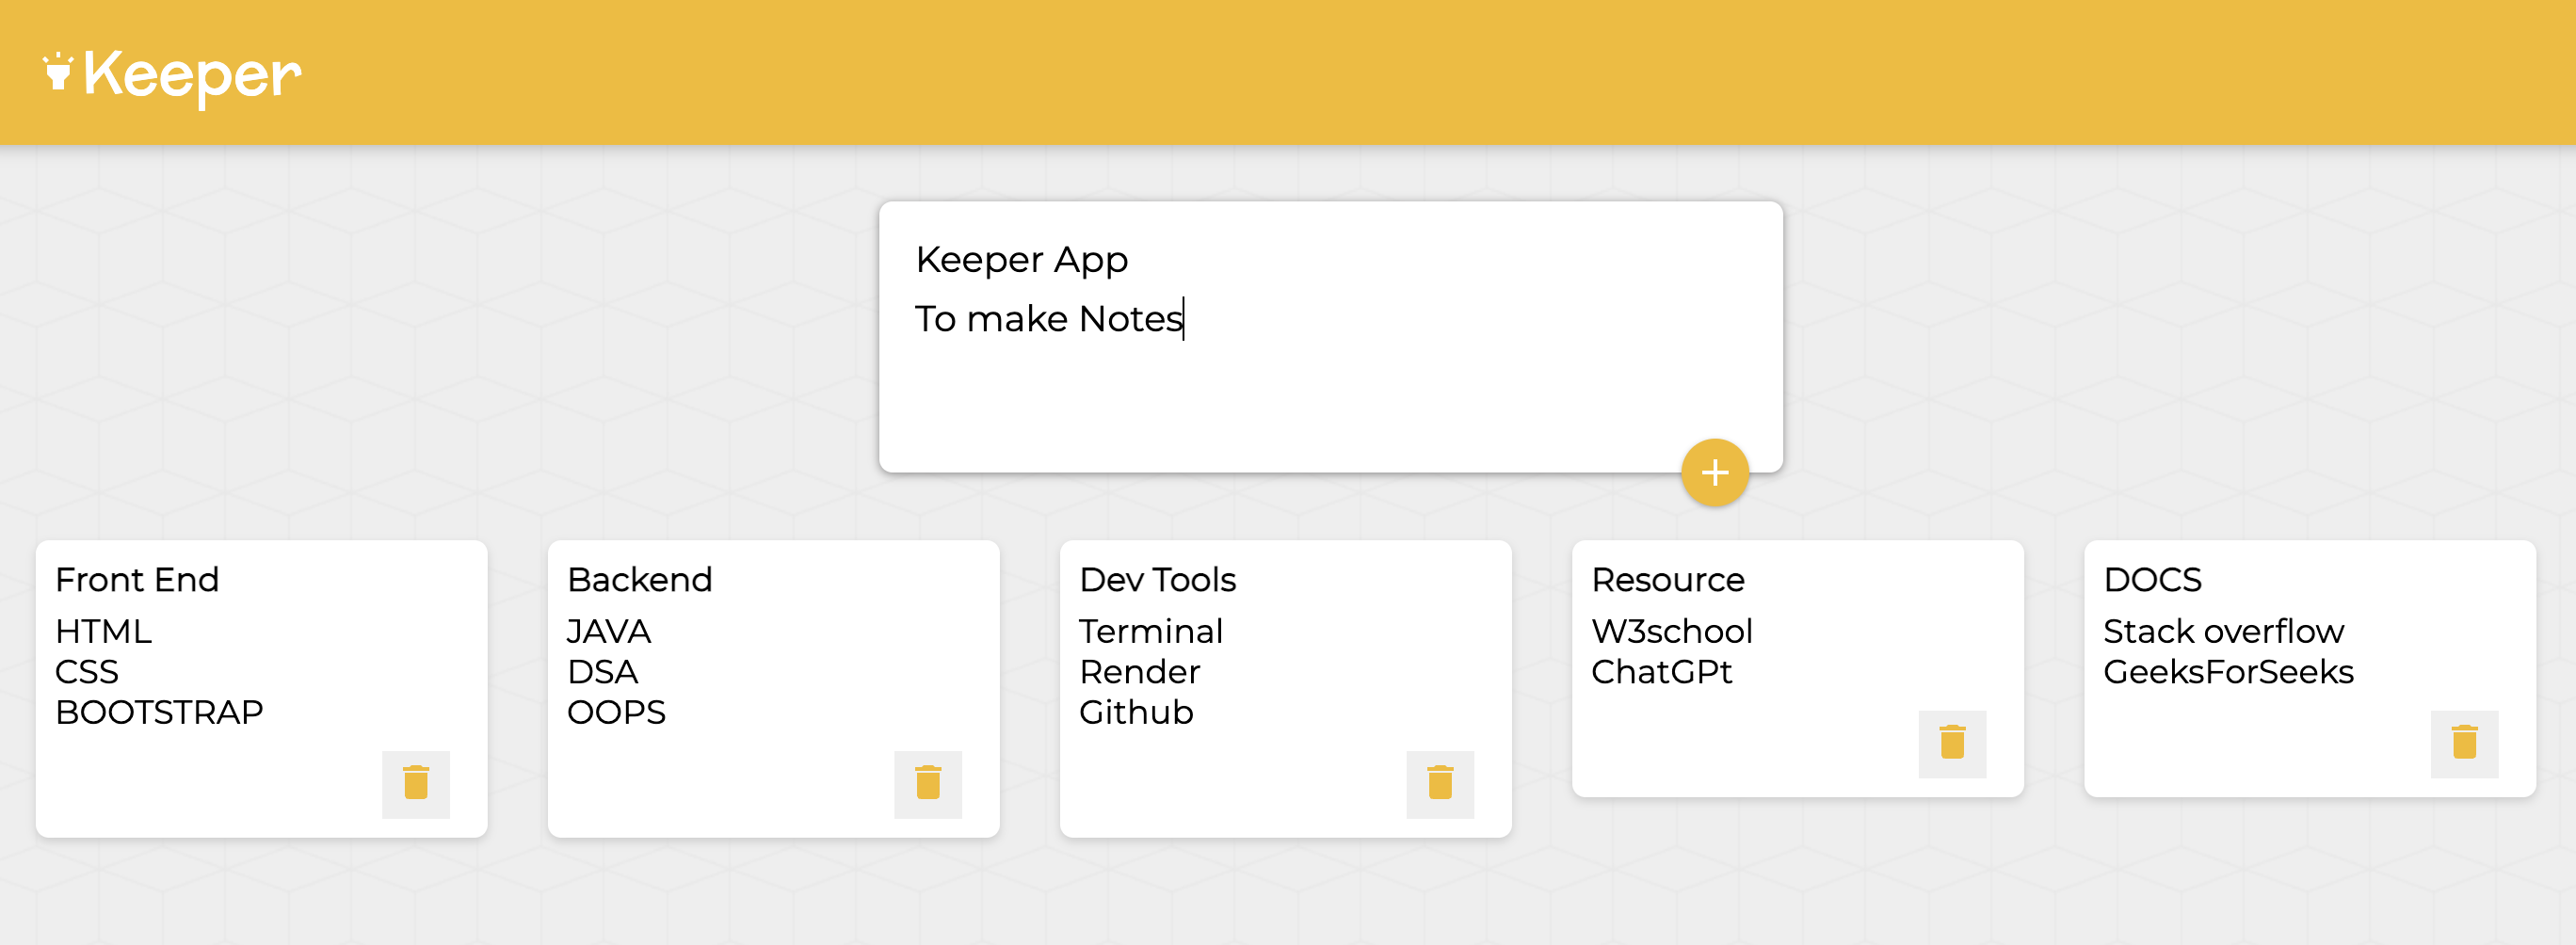 Keeper
Keeper App
To make Notes
Front End
HTML
CSS
BOOTSTRAP
Backend
JAVA
DSA
OOPS
Dev Tools
Terminal
Render
Github
Resource
W3school
ChatGPt
DOCS
Stack overflow
GeeksForSeeks